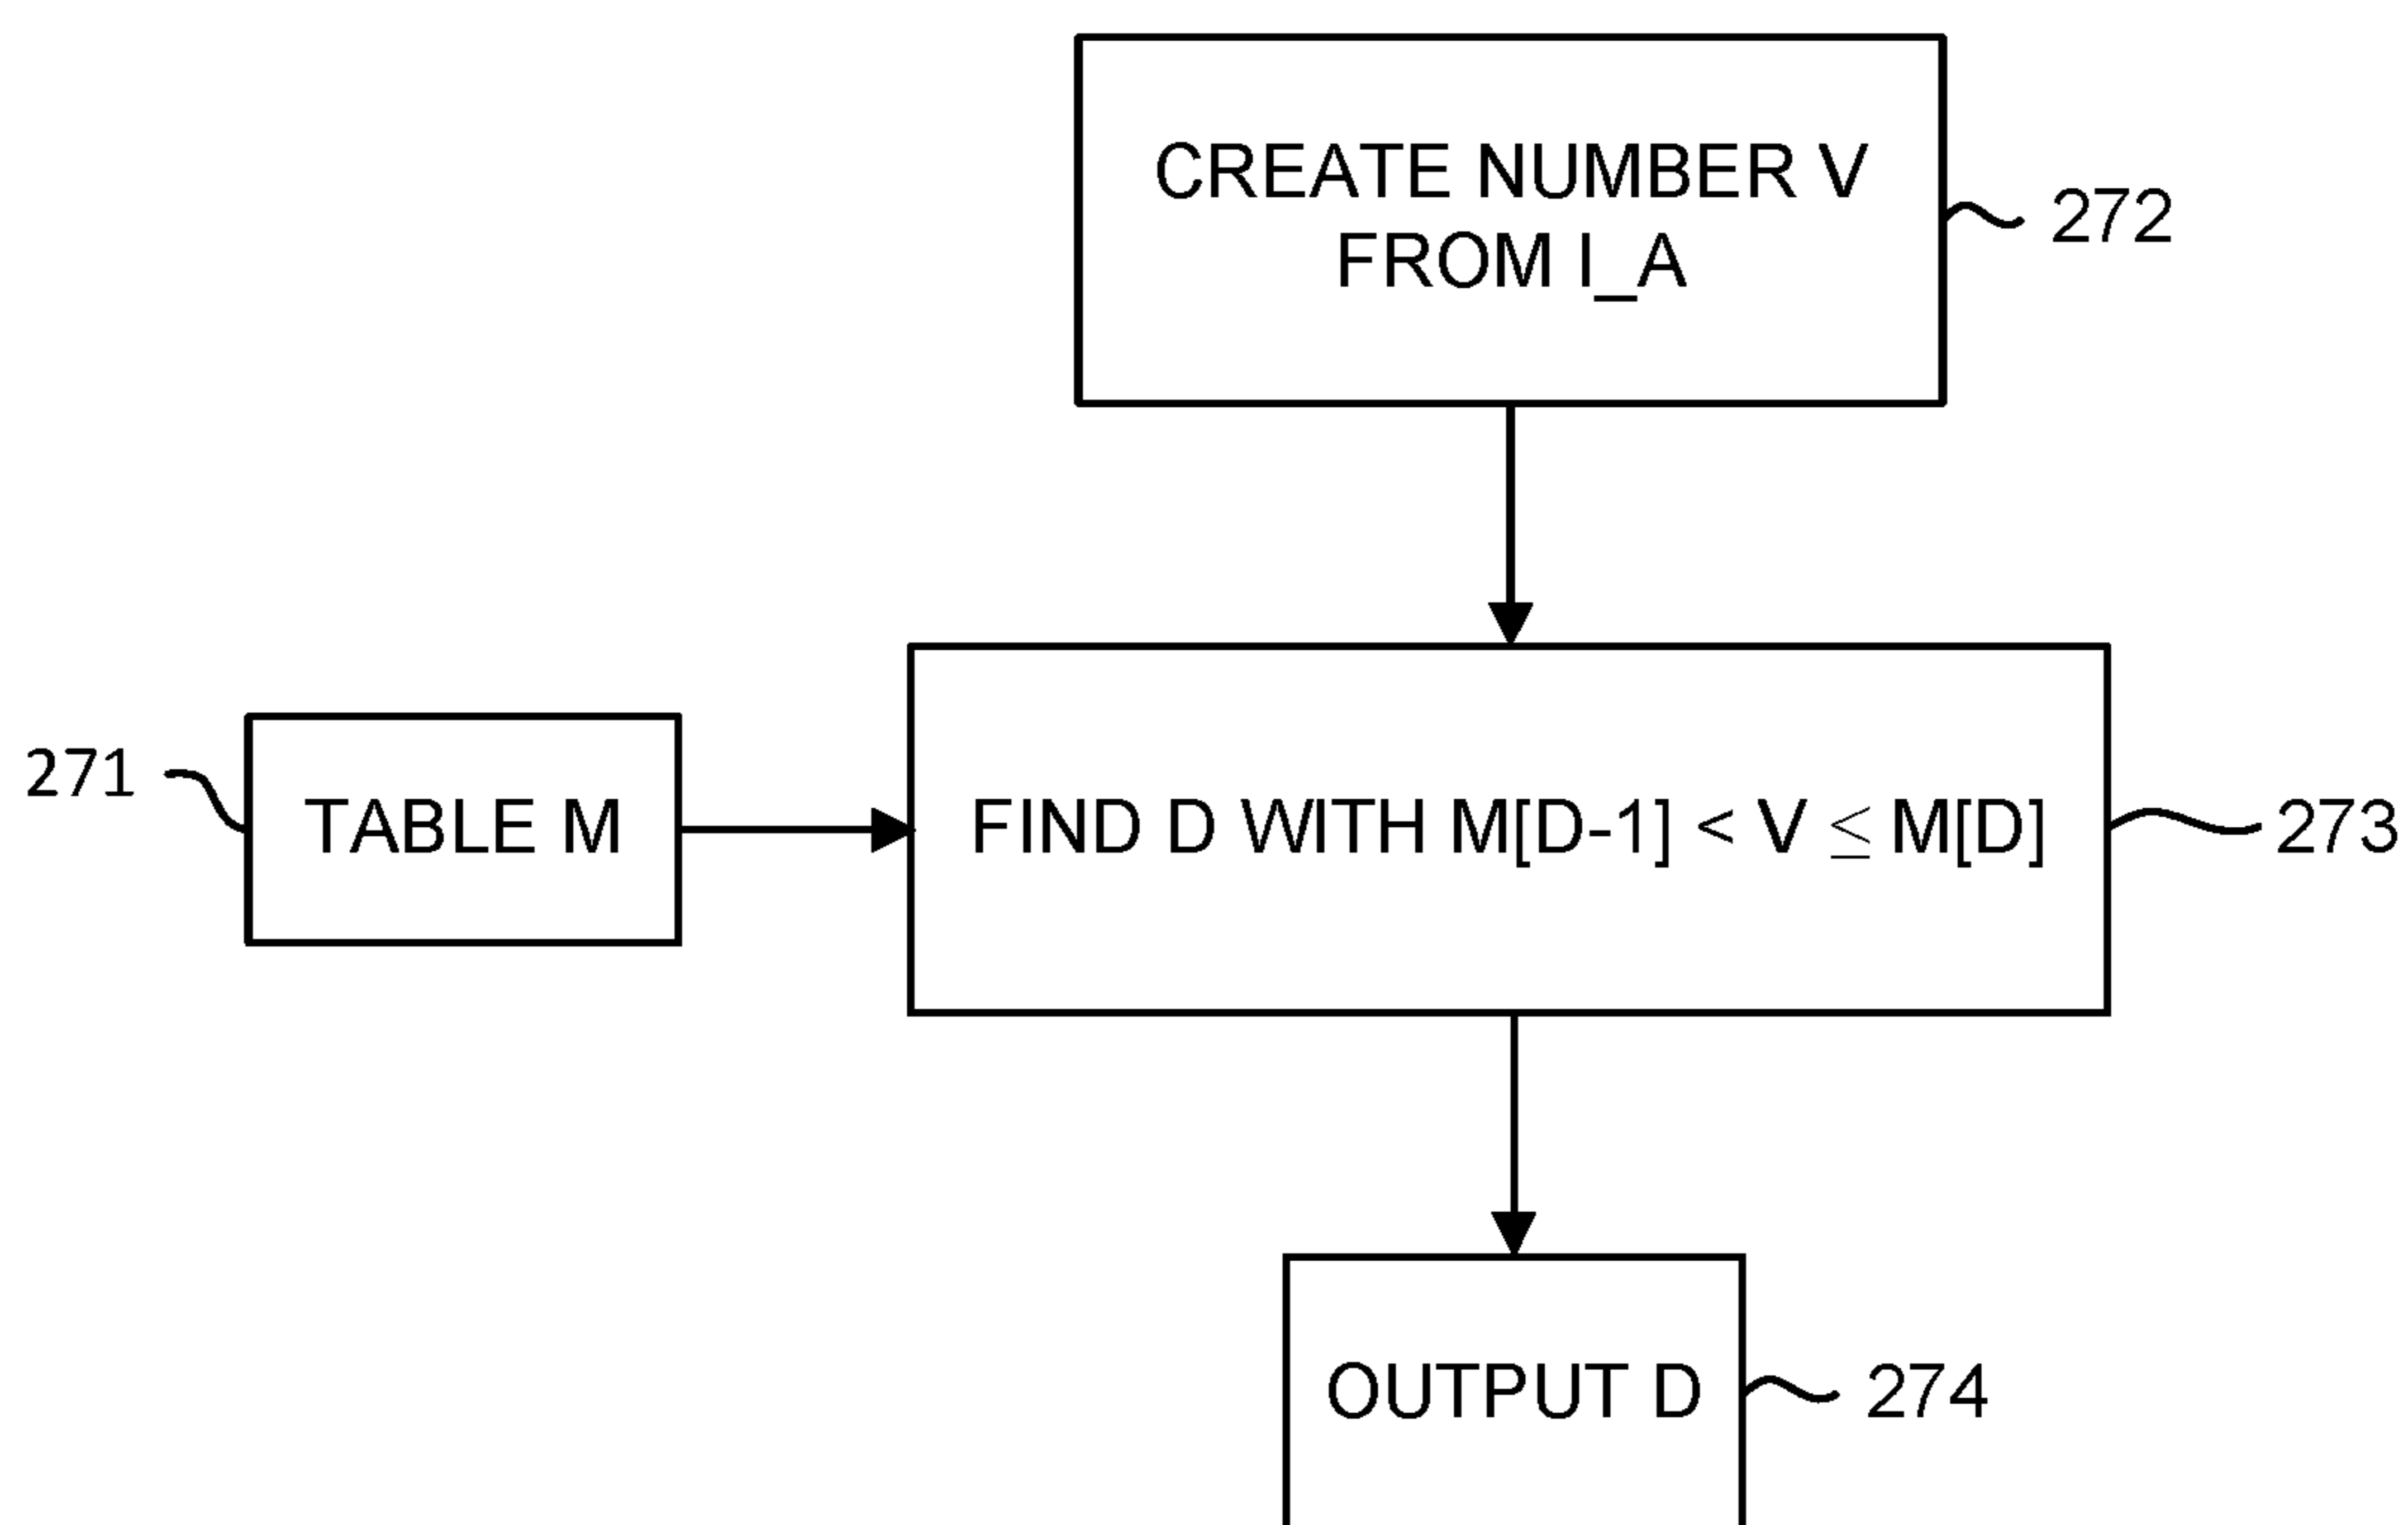 CREATE NUMBER V
FROM I_A
272
271
TABLE M
FIND D WITH M[D-1] < V ≤ M[D]
273
OUTPUT D
274